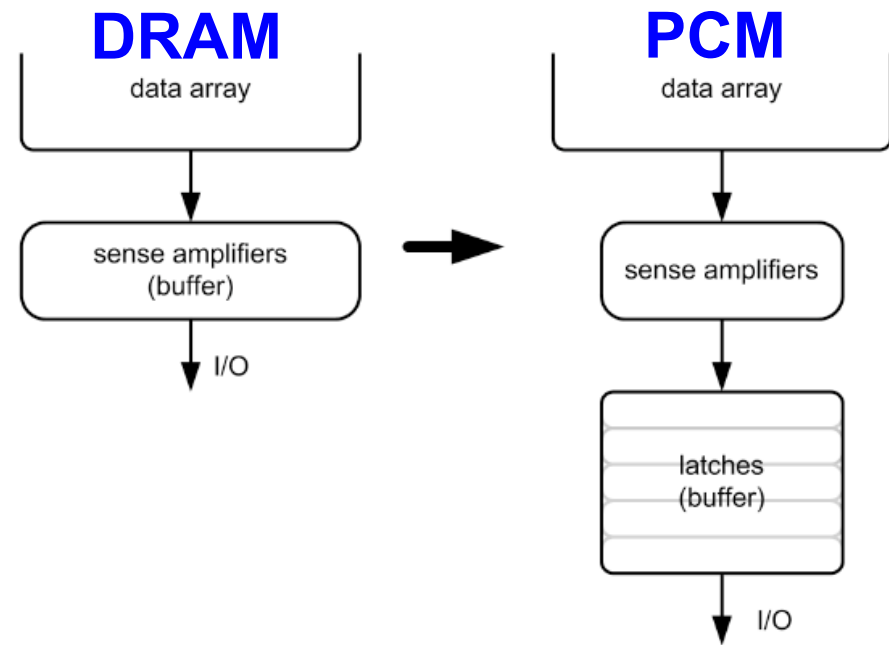 DRAM
data array
sense amplifiers
(buffer)
I/O
PCM
data array
sense amplifiers
latches
(buffer)
I/O